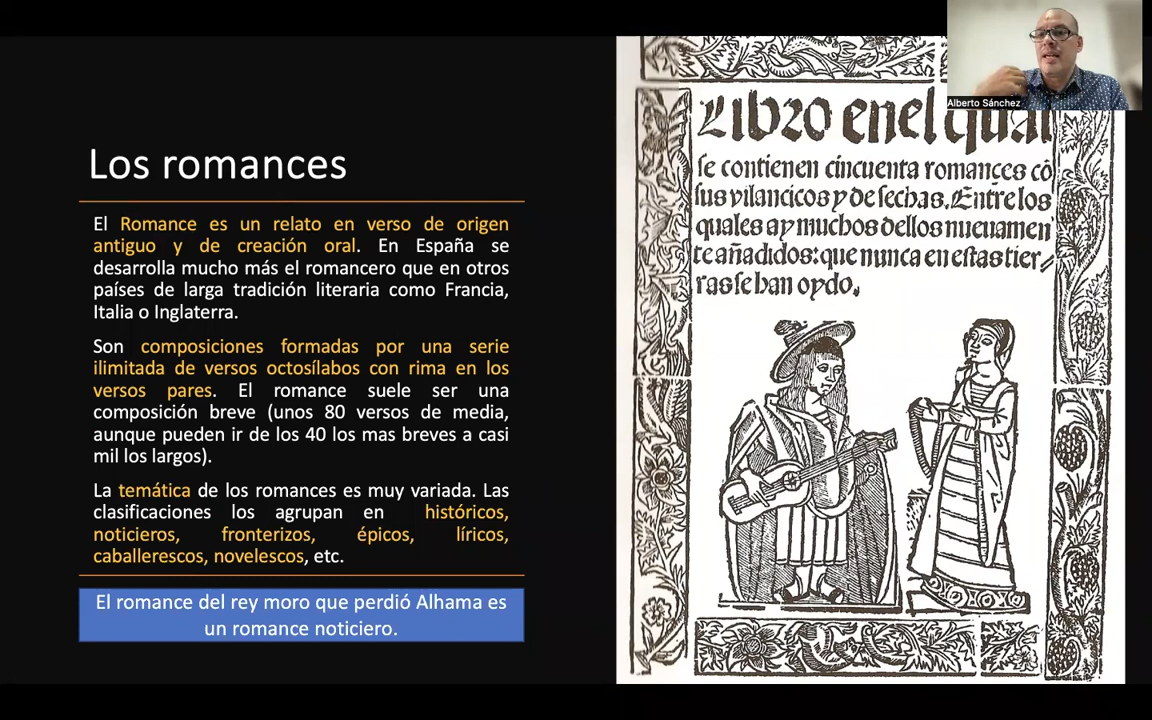 Los romances
El Romance es un relato en verso de origen
antiguo y de creación oral. En España se
desarrolla mucho más el romancero que en otros
países de larga tradición literaria como Francia,
Italia o Inglaterra.
Son composiciones formadas por una serie
ilimitada de versos octosílabos con rima en los
versos pares. El romance suele ser una
composición breve (unos 80 versos de media,
aunque pueden ir de los 40 los mas breves a casi
mil los largos).
La temática de los romances es muy variada. Las
clasificaciones los agrupan en históricos,
noticieros, fronterizos, épicos, líricos,
caballerescos, novelescos, etc.
El romance del rey moro que perdió Alhama es
un romance noticiero.
Libro enel qual
se contienen cincuenta romances cõ
sus vilancicos y de sechas. Entre los
quales ay muchos dellos nueuamen
te añadidos: que nunca en estas tier
ras se han oydo.
Alberto Sánchez